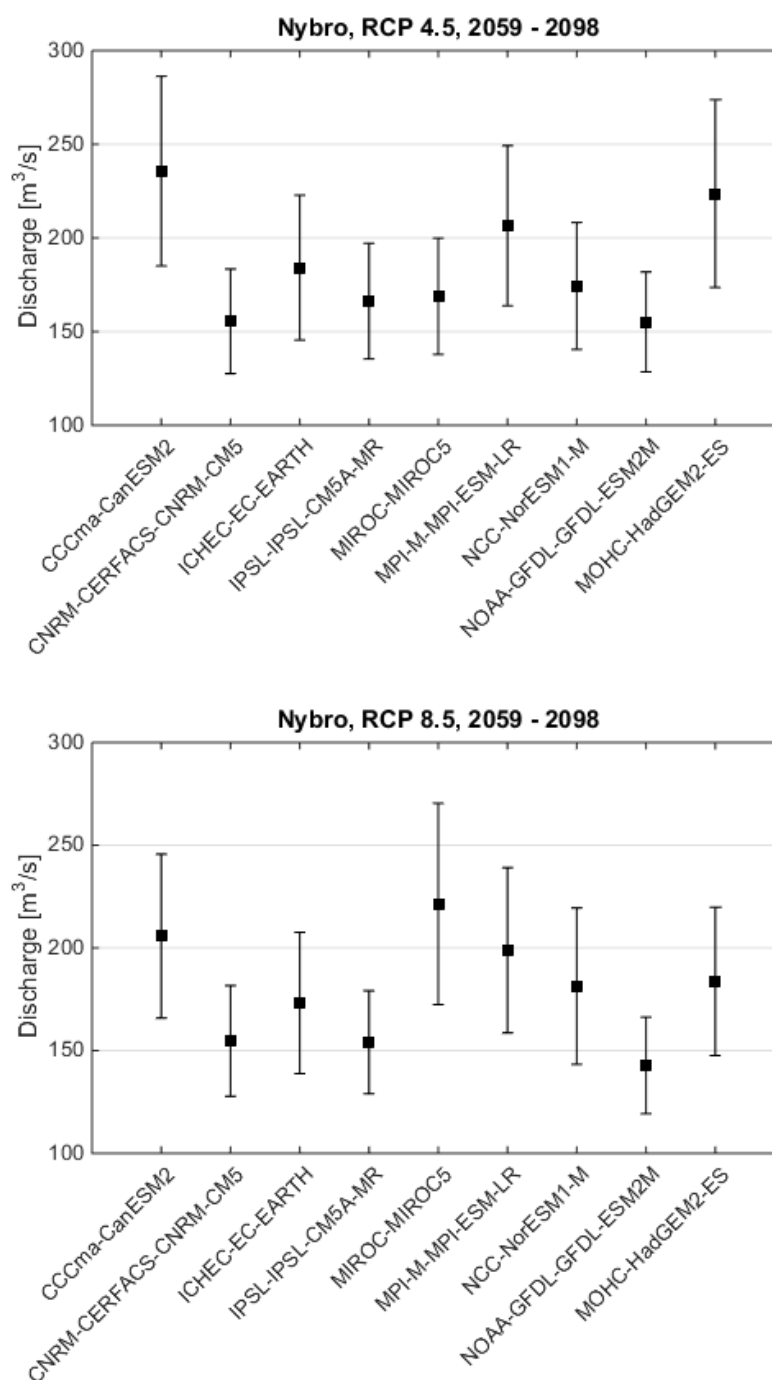 Nybro, RCP 4.5, 2059 - 2098
300
250
200
150
100
Discharge [m³/s]
CCCma-CanESM2
CNRM-CERFACS-CNRM-CM5
ICHEC-EC-EARTH
IPSL-IPSL-CM5A-MR
MIROC-MIROC5
MPI-M-MPI-ESM-LR
NCC-NorESM1-M
NOAA-GFDL-GFDL-ESM2M
MOHC-HadGEM2-ES
Nybro, RCP 8.5, 2059 - 2098
300
250
200
150
100
Discharge [m³/s]
CCCma-CanESM2
CNRM-CERFACS-CNRM-CM5
ICHEC-EC-EARTH
IPSL-IPSL-CM5A-MR
MIROC-MIROC5
MPI-M-MPI-ESM-LR
NCC-NorESM1-M
NOAA-GFDL-GFDL-ESM2M
MOHC-HadGEM2-ES